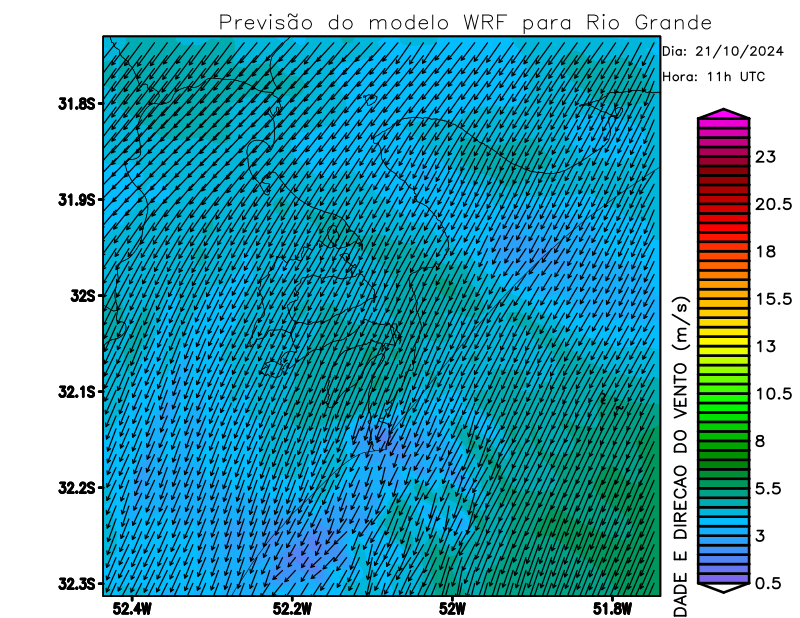 Previsão do modelo WRF para Rio Grande
Dia: 21/10/2024
Hora: 11h UTC
31.8S
31.9S
32S
32.1S
32.2S
32.3S
52.4W
52.2W
52W
51.8W
23
20.5
18
15.5
13
10.5
8
5.5
3
0.5
DADE E DIRECAO DO VENTO (m/s)